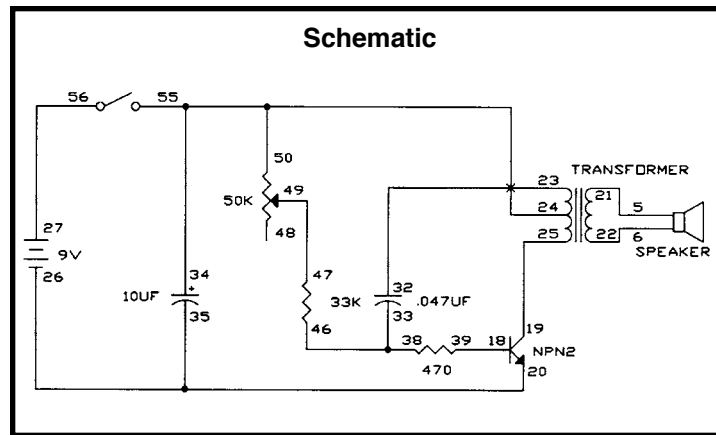 Schematic
56 55
50
23 TRANSFORMER
49 21
50K 24 5
27 48 25 22 6
9V SPEAKER
26 34 47 32
10UF + 33K .047UF
35 46 33 19
38 39 18 NPN2
470 20